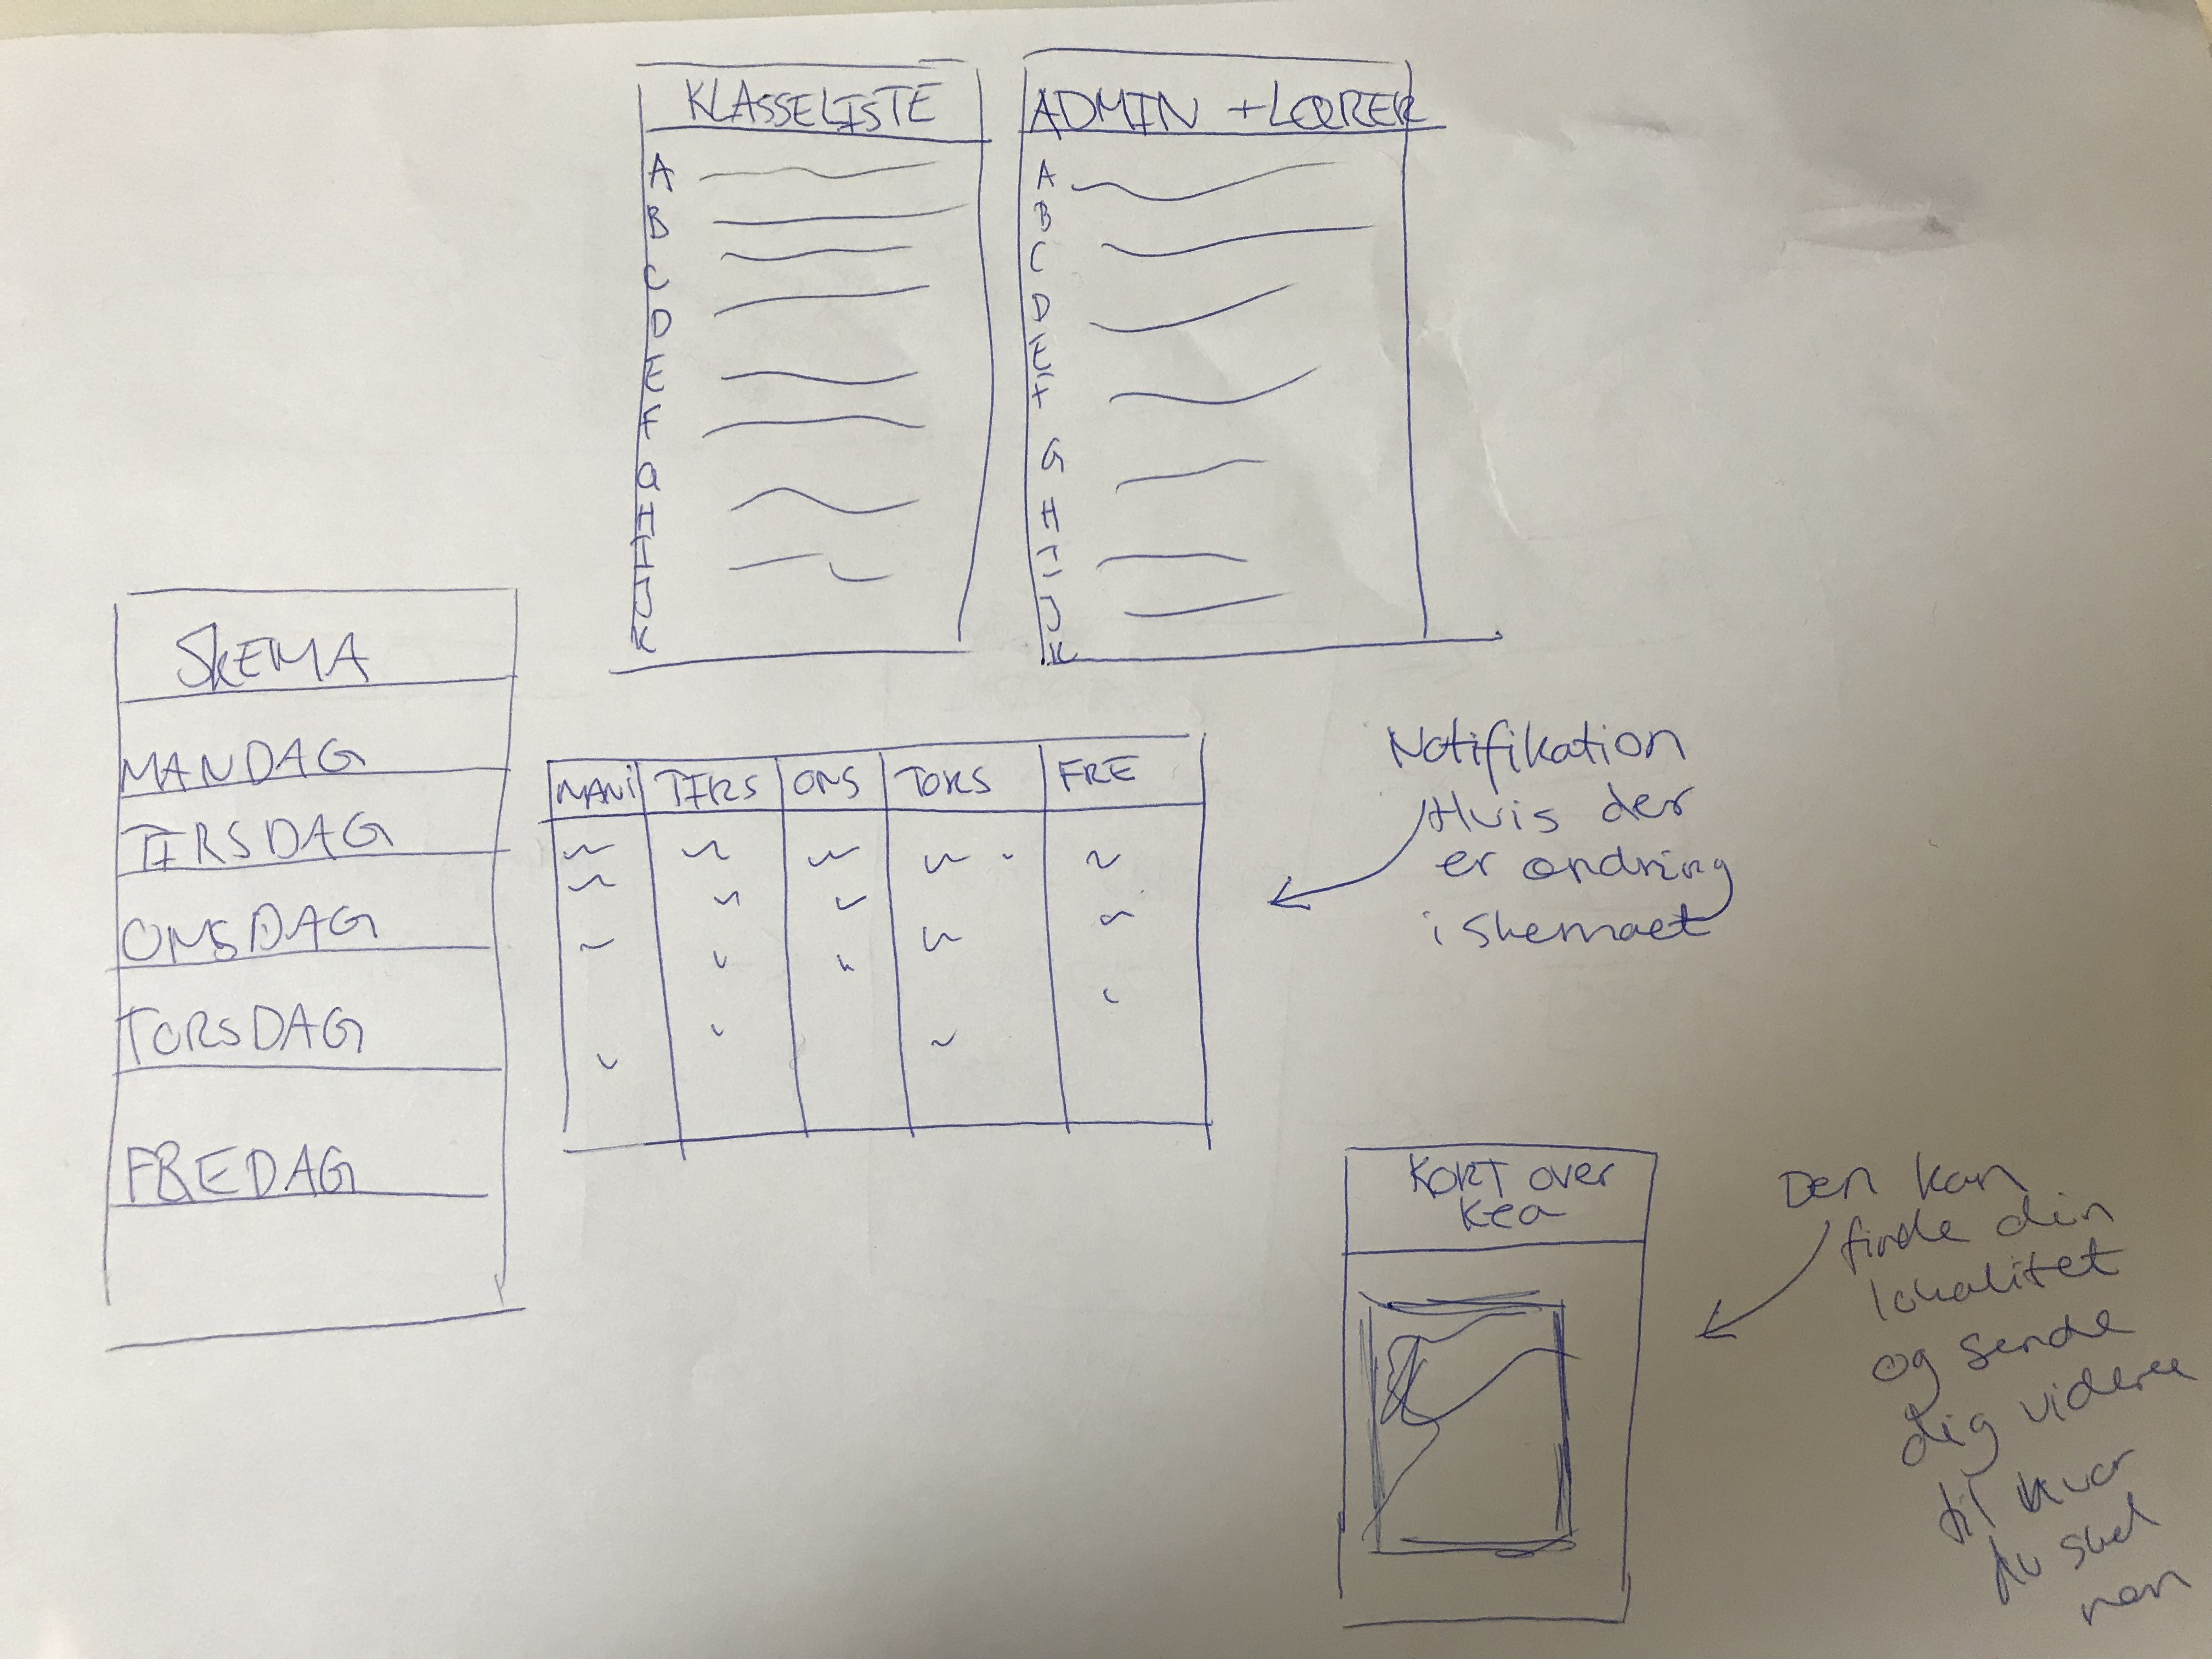 KLASSELISTE
A
B
C
D
E
F
G
H
I
J
K
ADMIN + LÆRER
A
B
C
D
E
F
G
H
I
J
K
SKEMA
MANDAG
TIRSDAG
ONSDAG
TORSDAG
FREDAG
MAN TIRS ONS TORS FRE
Notifikation
Hvis der
er ændring
i skemaet
KORT over
kea
Den kan
finde din
lokalitet
og sende
dig videre
til hvor
du skal
hen